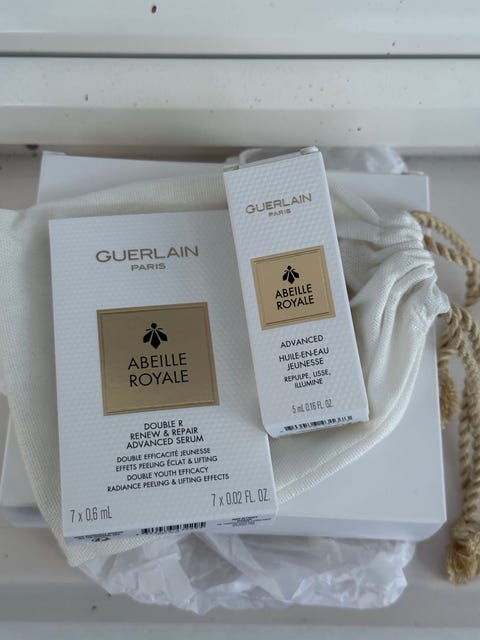 GUERLAIN
PARIS
ABEILLE
ROYALE
DOUBLE R
RENEW & REPAIR
ADVANCED SERUM
DOUBLE EFFICACITÉ JEUNESSE
EFFETS PEELING ÉCLAT & LIFTING
DOUBLE YOUTH EFFICACY
RADIANCE PEELING & LIFTING EFFECTS
7 x 0.6 mL
7 x 0.02 FL. OZ.
GUERLAIN
PARIS
ABEILLE
ROYALE
ADVANCED
HUILE-EN-EAU
JEUNESSE
REPULPE, LISSE,
ILLUMINE
5 mL 0.16 FL. OZ.